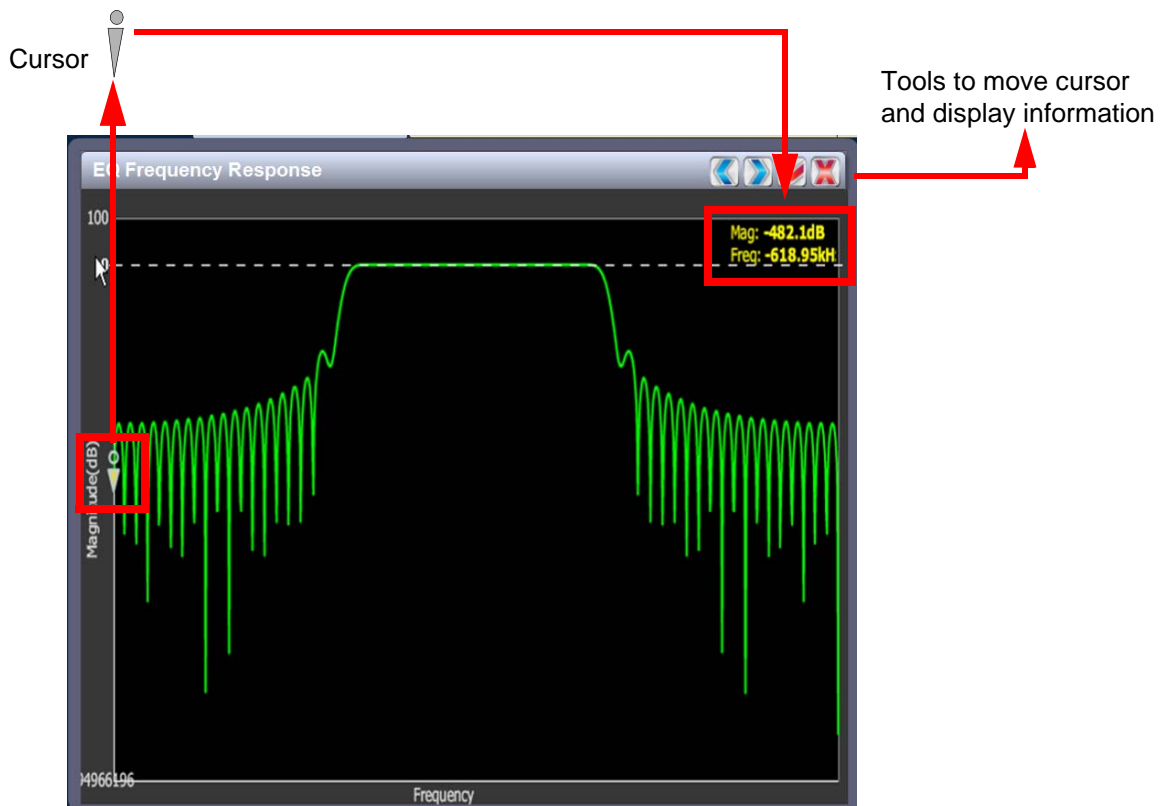 Cursor
Tools to move cursor
and display information
EQ Frequency Response
100
Mag: -482.1dB
Freq: -618.95kH
Magnitude(dB)
Frequency